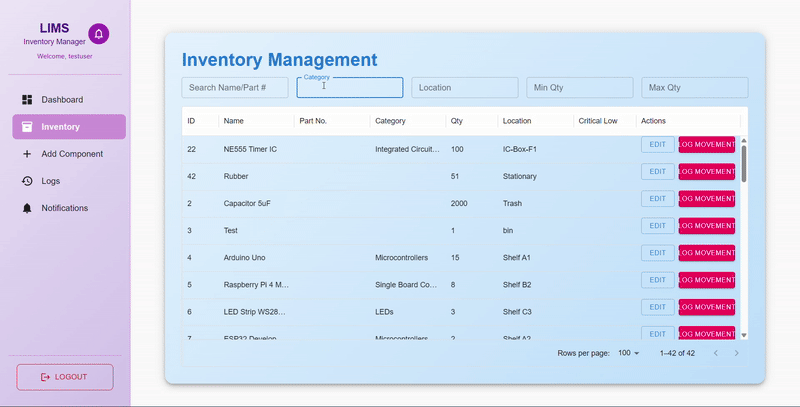 LIMS
Inventory Manager
Welcome, testuser
Dashboard
Inventory
Add Component
Logs
Notifications
LOGOUT
Inventory Management
Search Name/Part # Category Location Min Qty Max Qty
ID Name Part No. Category Qty Location Critical Low Actions
22 NE555 Timer IC Integrated Circuit... 100 IC-Box-F1 EDIT LOG MOVEMENT
42 Rubber 51 Stationary EDIT LOG MOVEMENT
2 Capacitor 5uF 2000 Trash EDIT LOG MOVEMENT
3 Test 1 bin EDIT LOG MOVEMENT
4 Arduino Uno Microcontrollers 15 Shelf A1 EDIT LOG MOVEMENT
5 Raspberry Pi 4 M... Single Board Co... 8 Shelf B2 EDIT LOG MOVEMENT
6 LED Strip WS28... LEDs 3 Shelf C3 EDIT LOG MOVEMENT
7 ESP32 Develop... Microcontrollers 2 Shelf A2 EDIT LOG MOVEMENT
Rows per page: 100 1–42 of 42